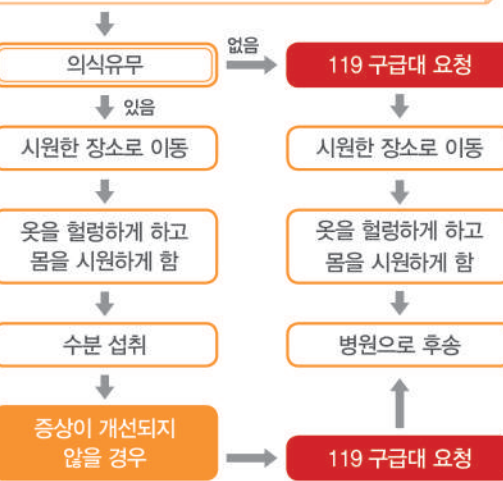 의식유무
없음
119 구급대 요청
있음
시원한 장소로 이동
시원한 장소로 이동
옷을 헐렁하게 하고
몸을 시원하게 함
옷을 헐렁하게 하고
몸을 시원하게 함
수분 섭취
병원으로 후송
증상이 개선되지
않을 경우
119 구급대 요청